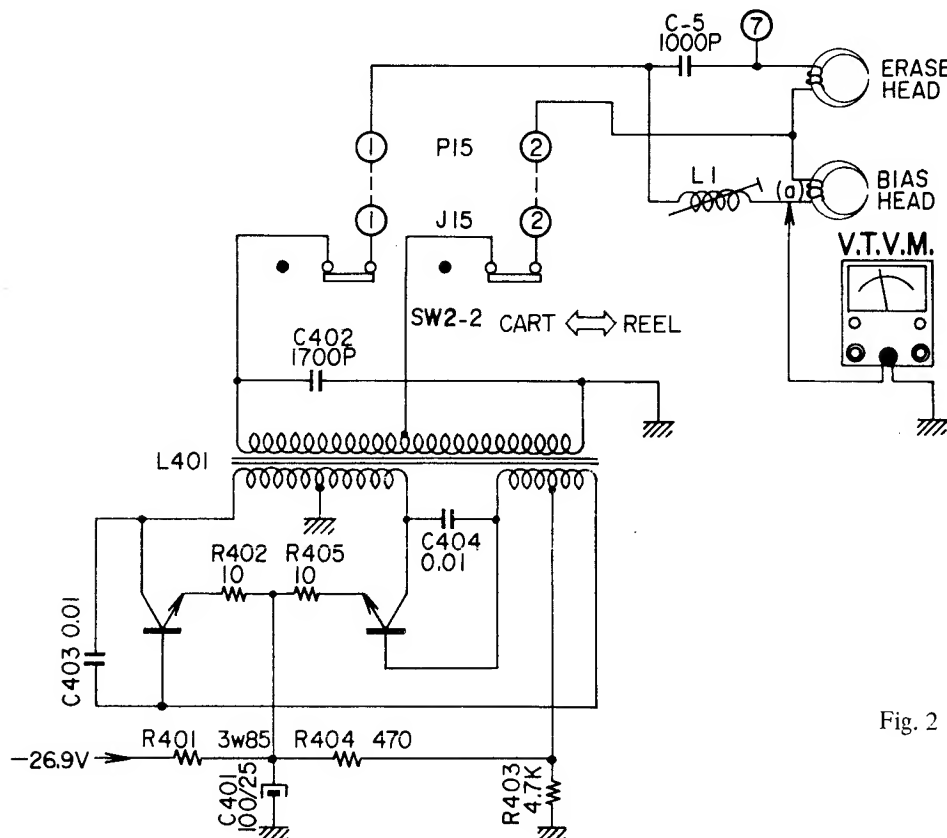 C-5
1000P
7
ERASE
HEAD
1
P15
2
L1
(a)
BIAS
HEAD
1
J15
2
V.T.V.M.
SW2-2
CART
REEL
C402
1700P
L401
R402
10
R405
10
C404
0.01
C403 0.01
-26.9V
R401
3W85
R404
470
C401
100/25
R403
4.7K
Fig. 2